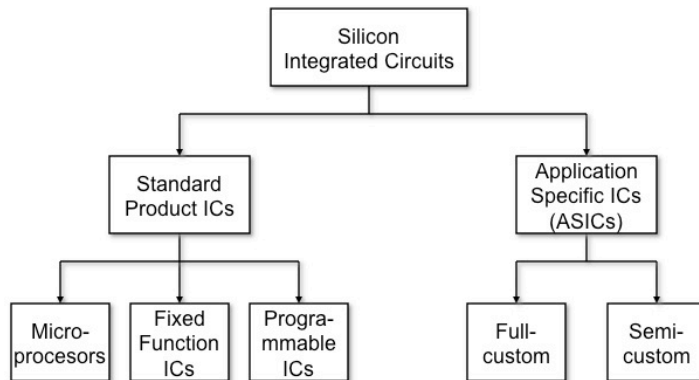 Silicon
Integrated Circuits
Standard
Product ICs
Application
Specific ICs
(ASICs)
Micro-
procesors
Fixed
Function
ICs
Progra-
mmable
ICs
Full-
custom
Semi-
custom